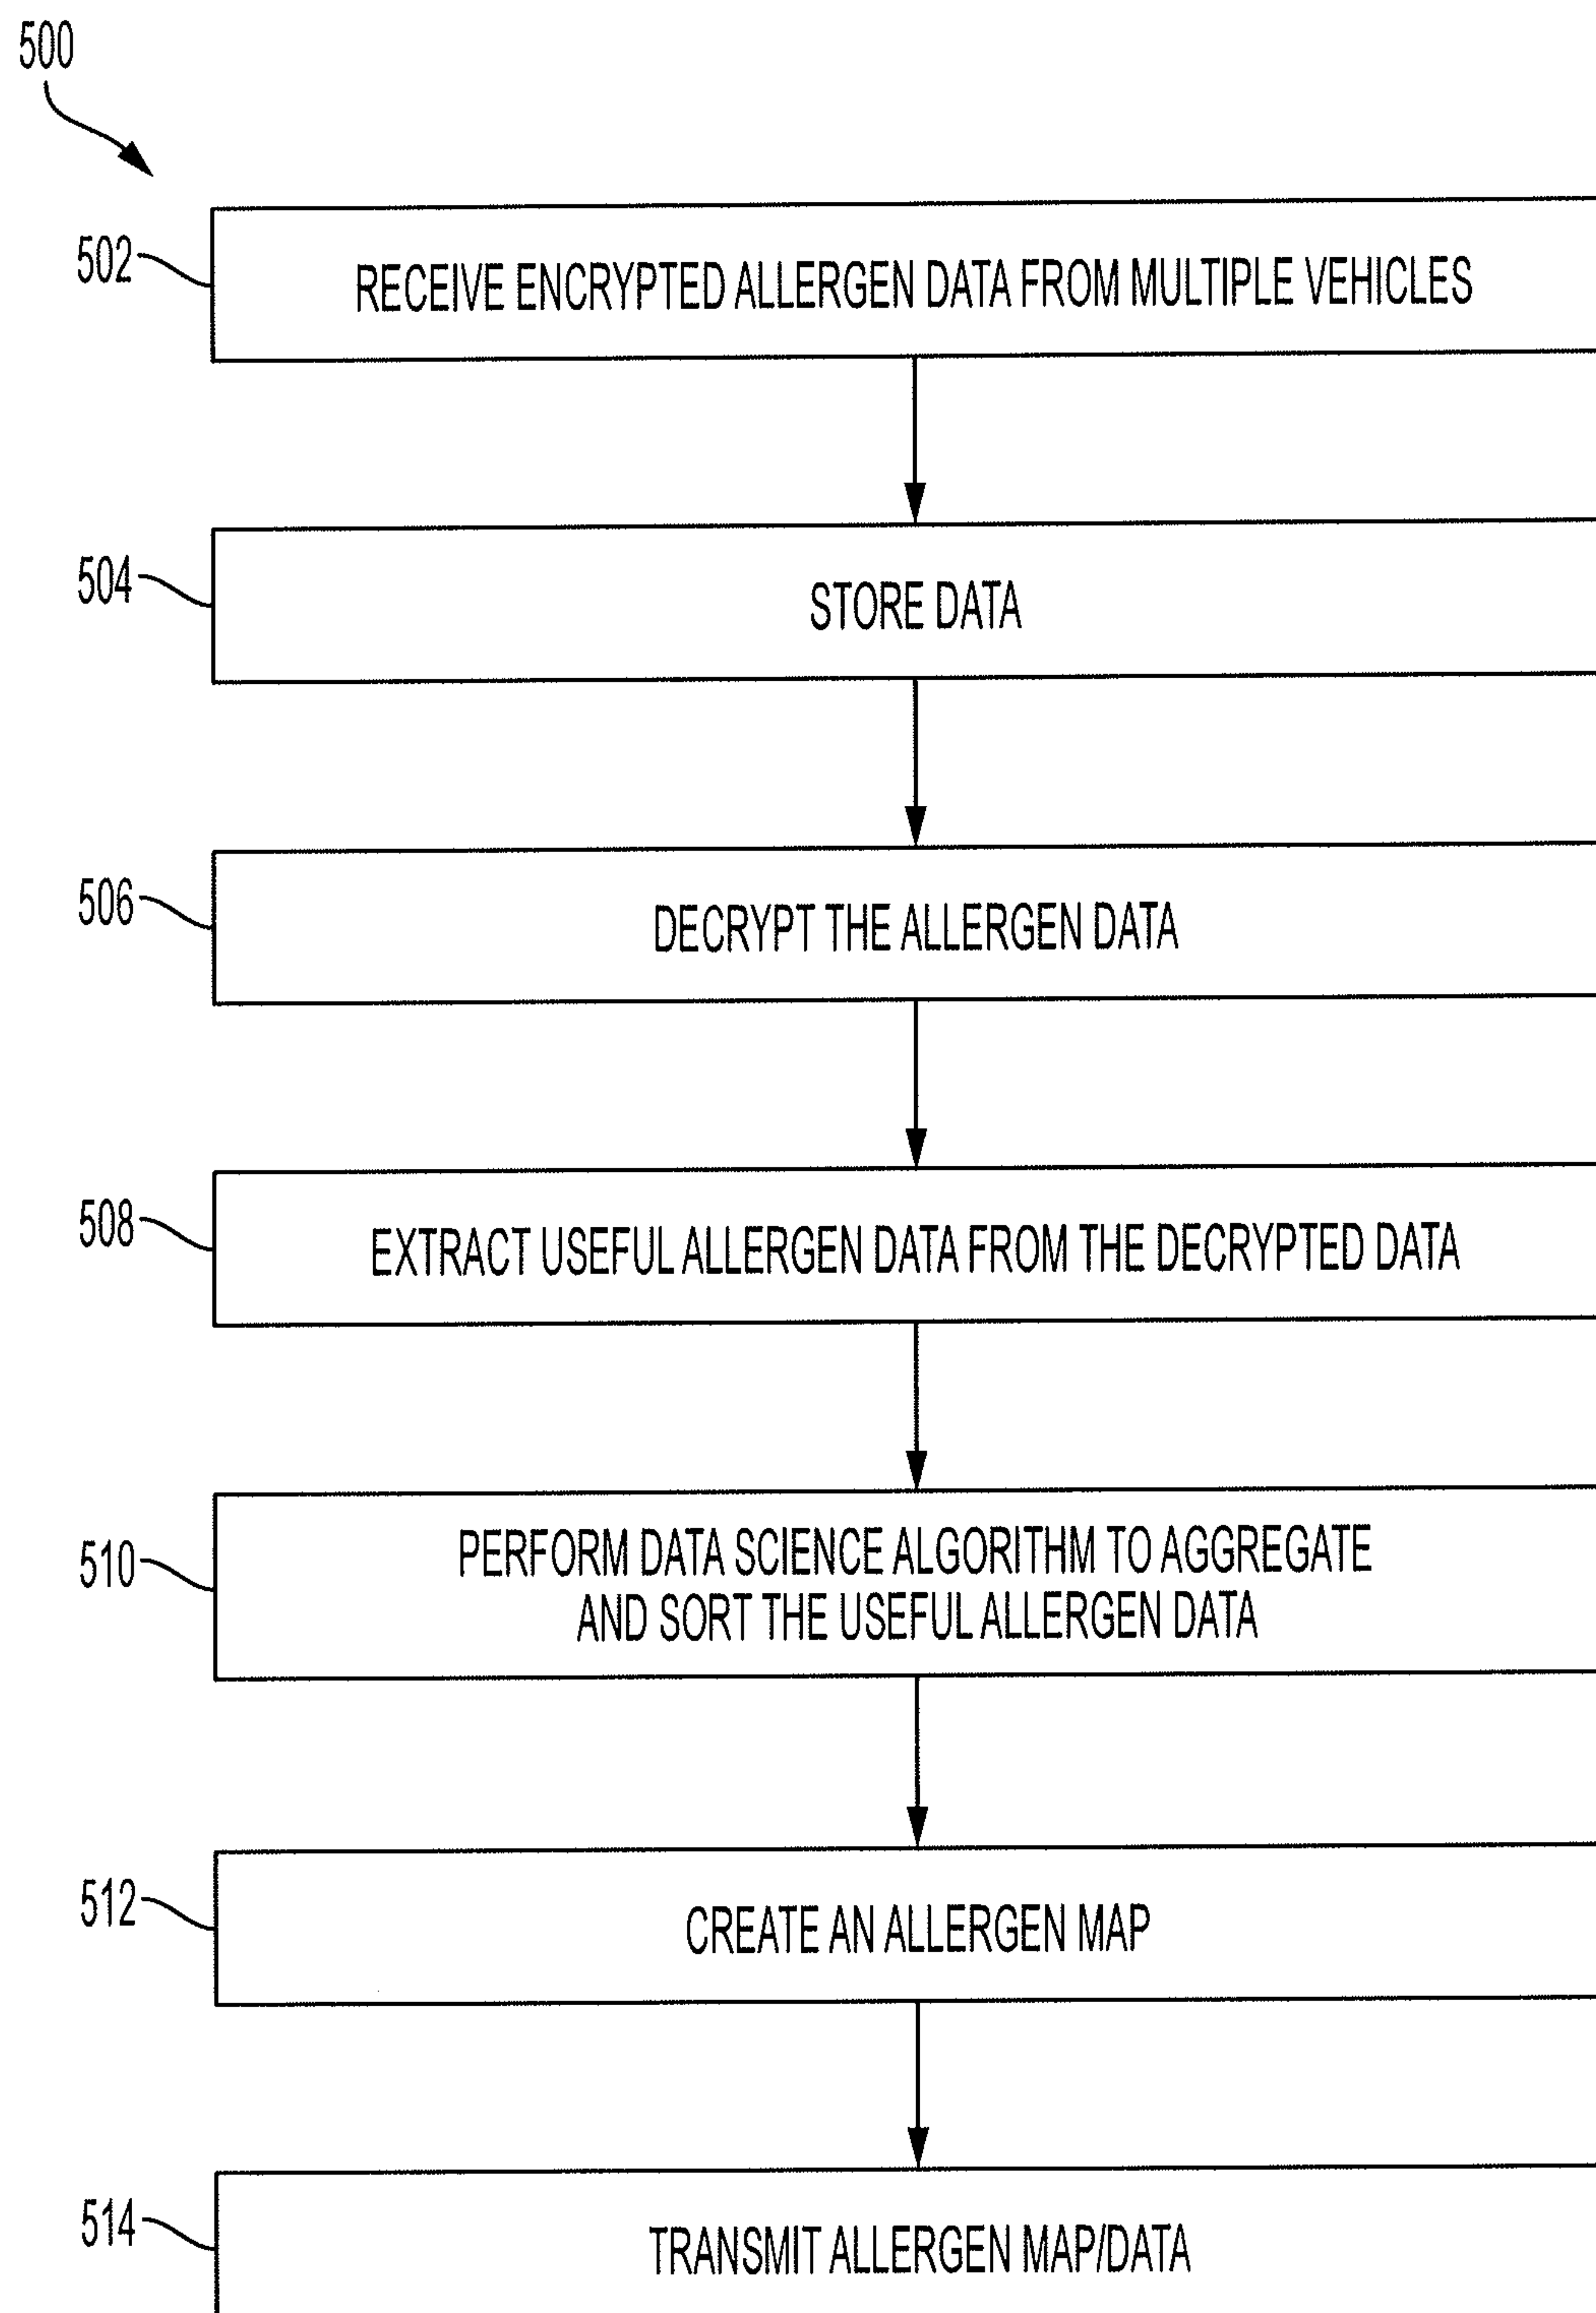 500
502
RECEIVE ENCRYPTED ALLERGEN DATA FROM MULTIPLE VEHICLES
504
STORE DATA
506
DECRYPT THE ALLERGEN DATA
508
EXTRACT USEFUL ALLERGEN DATA FROM THE DECRYPTED DATA
510
PERFORM DATA SCIENCE ALGORITHM TO AGGREGATE
AND SORT THE USEFUL ALLERGEN DATA
512
CREATE AN ALLERGEN MAP
514
TRANSMIT ALLERGEN MAP/DATA